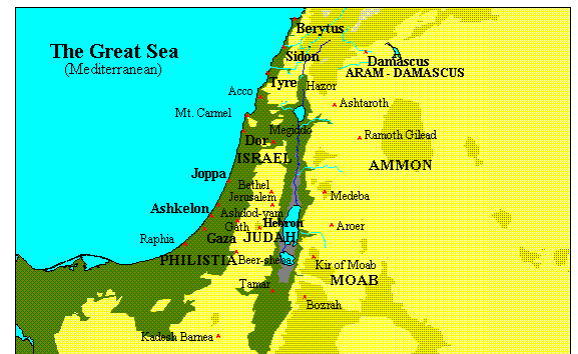 Berytus
The Great Sea
(Mediterranean)
Sidon
Damascus
ARAM - DAMASCUS
Tyre
Hazor
Acco
Ashtaroth
Mt. Carmel
Megiddo
Ramoth Gilead
Dor
ISRAEL
AMMON
Joppa
Bethel
Jerusalem
Medeba
Ashkelon
Ashdod-yam
Hebron
Gath
Aroer
Raphia
Gaza
JUDAH
PHILISTIA
Beer-sheba
Kir of Moab
MOAB
Tamar
Bozrah
Kadesh Barnea